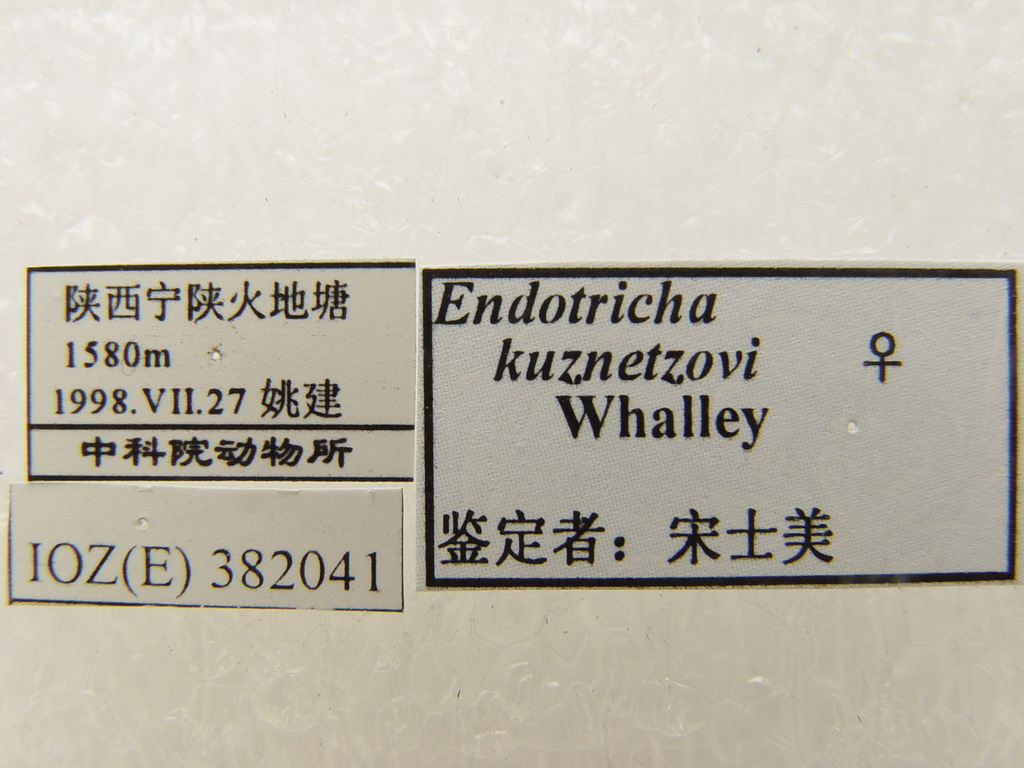 陕西宁陕火地塘
1580m
1998.VII.27 姚建
中科院动物所
IOZ(E) 382041
Endotricha
kuznetzovi ♀
Whalley
鉴定者：宋士美